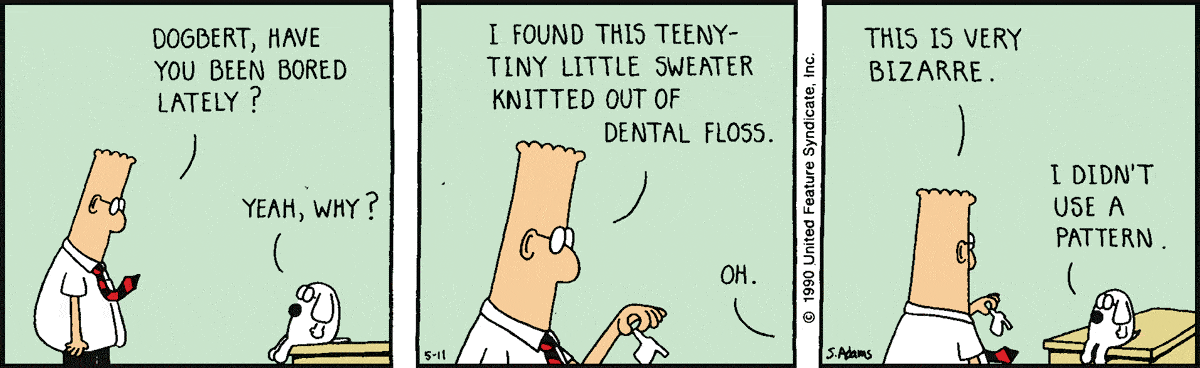 DOGBERT, HAVE
YOU BEEN BORED
LATELY?
YEAH, WHY?
I FOUND THIS TEENY-
TINY LITTLE SWEATER
KNITTED OUT OF
DENTAL FLOSS.
OH.
5-11
© 1990 United Feature Syndicate, Inc.
THIS IS VERY
BIZARRE.
I DIDN'T
USE A
PATTERN.
S.Adams